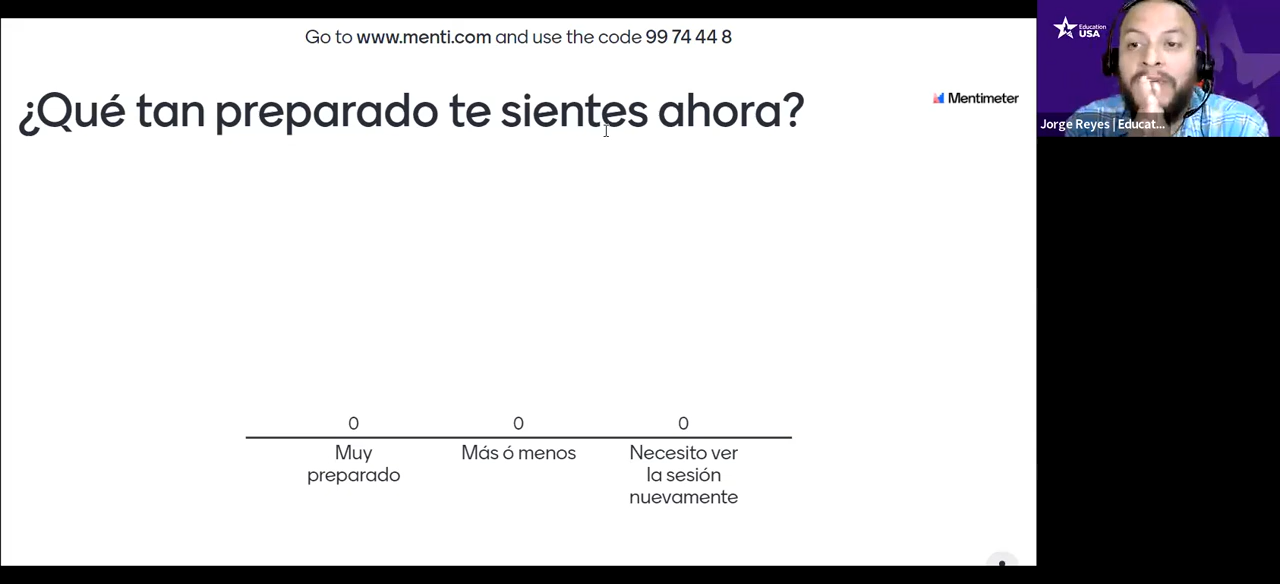 Go to www.menti.com and use the code 99 74 44 8
¿Qué tan preparado te sientes ahora?
Mentimeter
0
0
0
Muy
preparado
Más ó menos
Necesito ver
la sesión
nuevamente
Education
USA
Jorge Reyes | Educat...